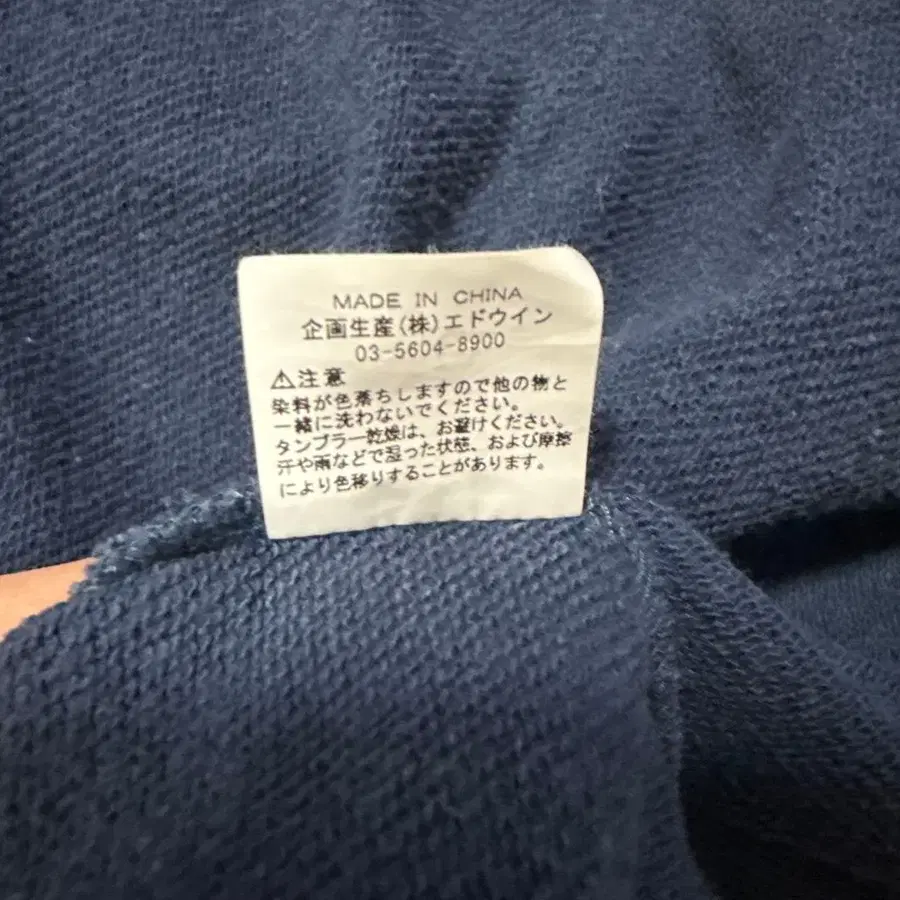 MADE IN CHINA
企画生産(株)エドウイン
03-5604-8900
⚠注意
染料が色落ちしますので他の物と
一緒に洗わないでください。
タンブラー乾燥は、お避けください。
汗や雨などで湿った状態、および摩擦
により色移りすることがあります。